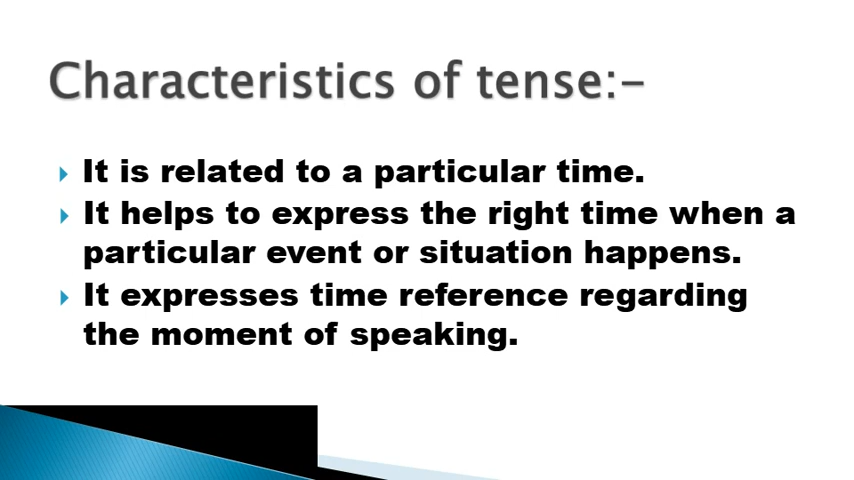 Characteristics of tense:-
It is related to a particular time.
It helps to express the right time when a
particular event or situation happens.
It expresses time reference regarding
the moment of speaking.